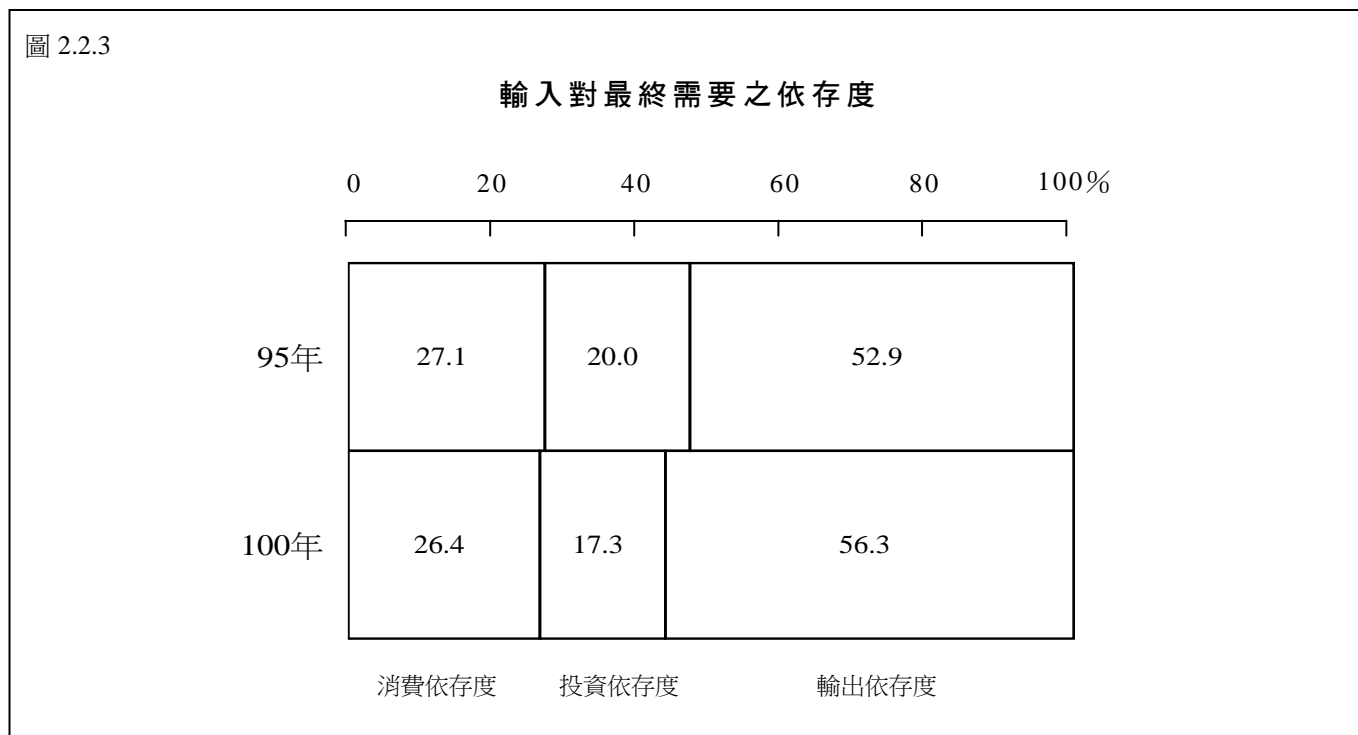 圖 2.2.3
輸入對最終需要之依存度
0 20 40 60 80 100%
95年 27.1 20.0 52.9
100年 26.4 17.3 56.3
消費依存度 投資依存度 輸出依存度